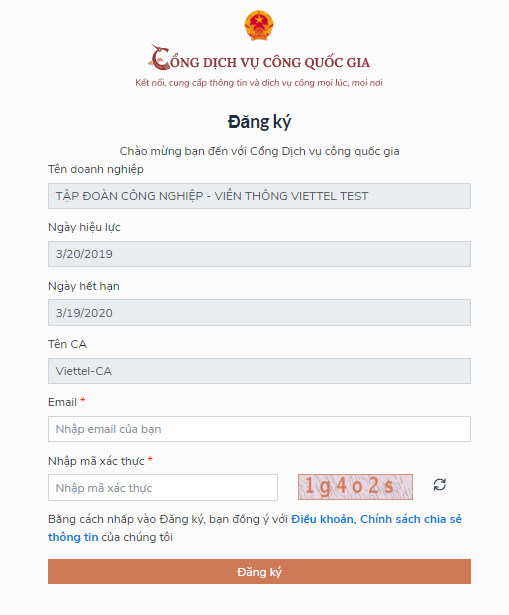 CỔNG DỊCH VỤ CÔNG QUỐC GIA
Kết nối, cung cấp thông tin và dịch vụ công mọi lúc, mọi nơi
Đăng ký
Chào mừng bạn đến với Cổng Dịch vụ công quốc gia
Tên doanh nghiệp
TẬP ĐOÀN CÔNG NGHIỆP - VIỄN THÔNG VIETTEL TEST
Ngày hiệu lực
3/20/2019
Ngày hết hạn
3/19/2020
Tên CA
Viettel-CA
Email *
Nhập email của bạn
Nhập mã xác thực *
Nhập mã xác thực
1g4o2s
Bằng cách nhấp vào Đăng ký, bạn đồng ý với Điều khoản, Chính sách chia sẻ
thông tin của chúng tôi
Đăng ký